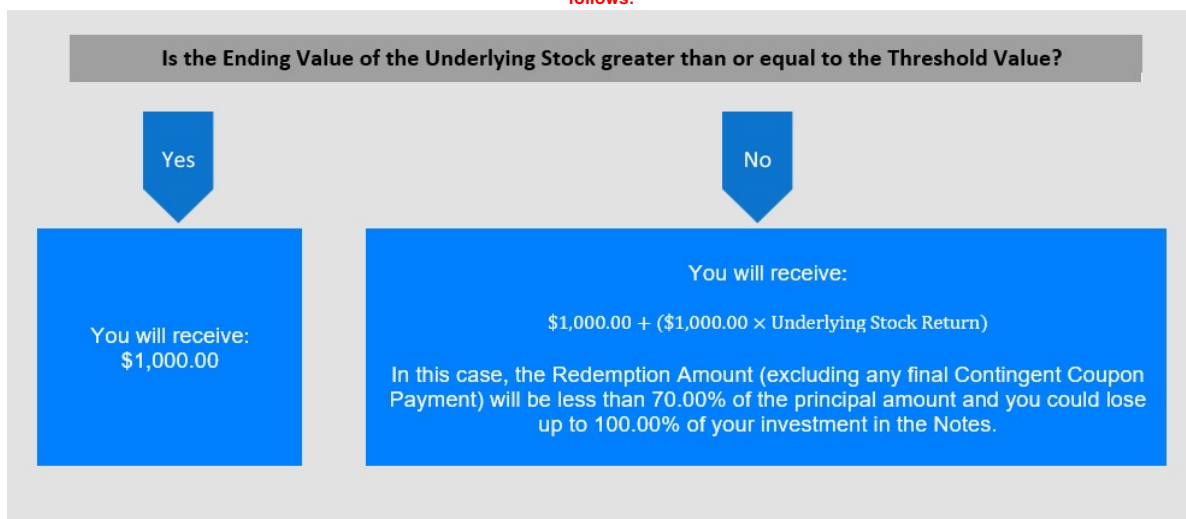 follows:
Is the Ending Value of the Underlying Stock greater than or equal to the Threshold Value?
Yes
No
You will receive:
$1,000.00
You will receive:
$1,000.00 + ($1,000.00 × Underlying Stock Return)
In this case, the Redemption Amount (excluding any final Contingent Coupon
Payment) will be less than 70.00% of the principal amount and you could lose
up to 100.00% of your investment in the Notes.